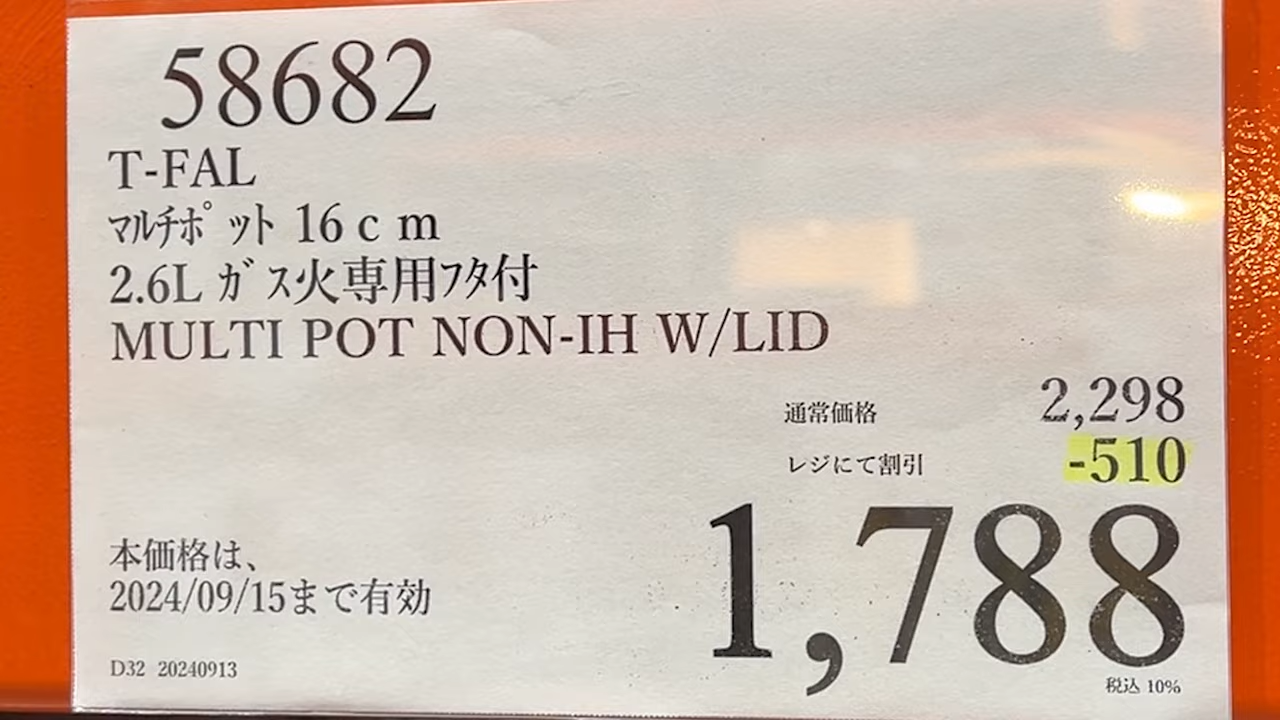 58682
T-FAL
ﾏﾙﾁﾎﾟｯﾄ 16ｃｍ
2.6L ｶﾞｽ火専用ﾌﾀ付
MULTI POT NON-IH W/LID
通常価格 2,298
レジにて割引 -510
1,788
本価格は、
2024/09/15まで有効
D32 20240913
税込 10%